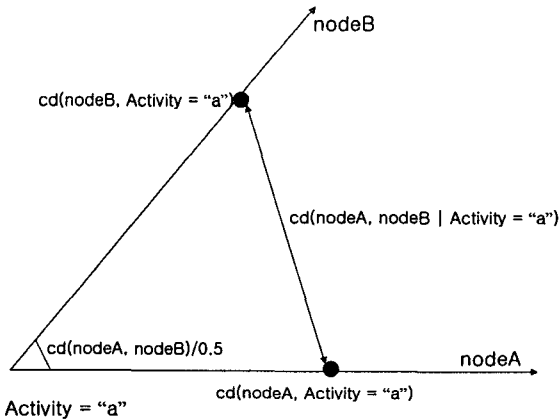 nodeB
cd(nodeB, Activity = “a”)
cd(nodeA, nodeB | Activity = “a”)
cd(nodeA, nodeB)/0.5
nodeA
cd(nodeA, Activity = “a”)
Activity = “a”